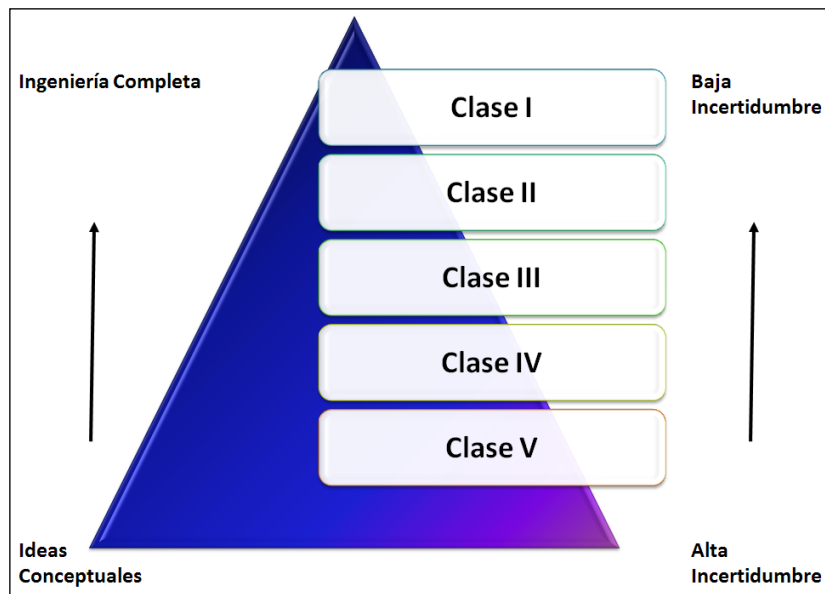 Ingeniería Completa
Baja
Incertidumbre
Clase I
Clase II
Clase III
Clase IV
Clase V
Ideas
Conceptuales
Alta
Incertidumbre